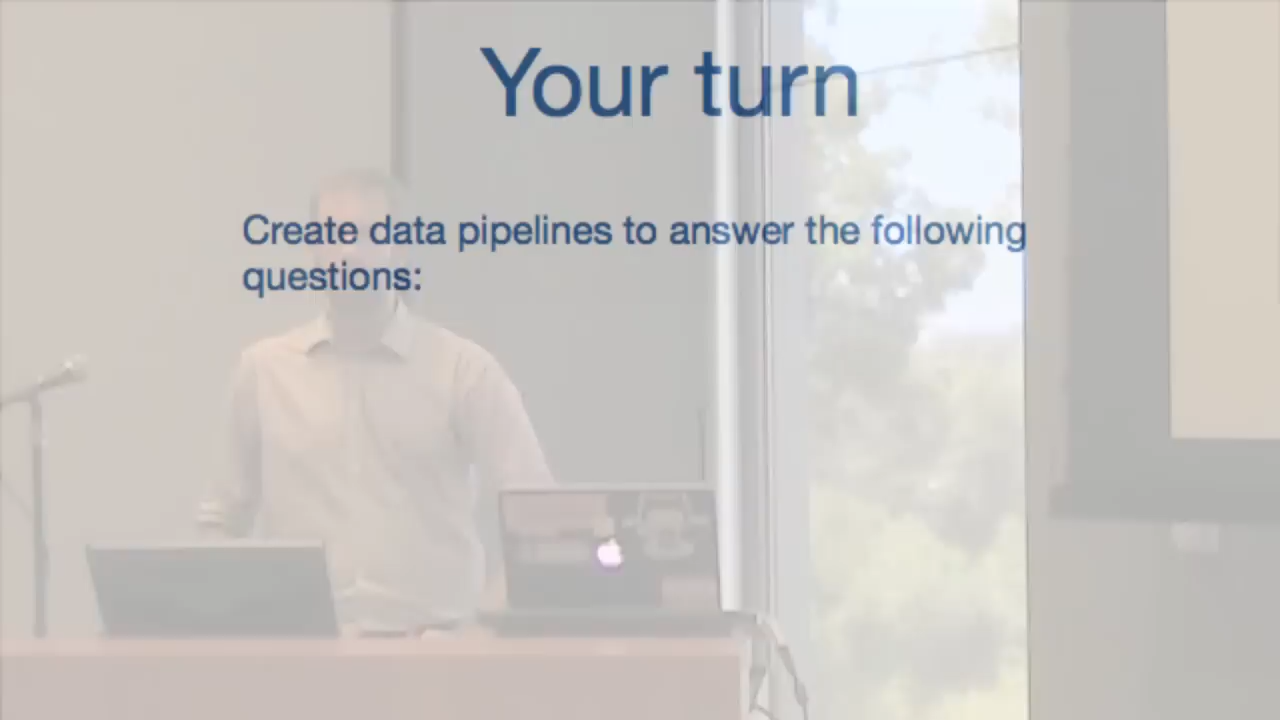 Your turn
Create data pipelines to answer the following
questions: